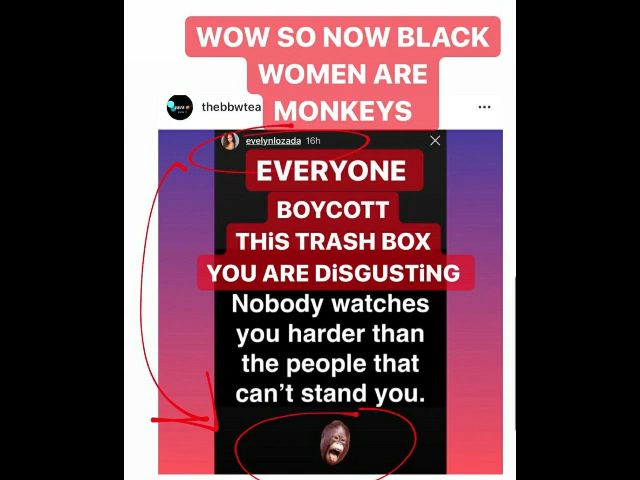 WOW SO NOW BLACK
WOMEN ARE
thebbwtea MONKEYS
evelynlozada 16h
EVERYONE
BOYCOTT
THiS TRASH BOX
YOU ARE DiSGUSTiNG
Nobody watches
you harder than
the people that
can't stand you.